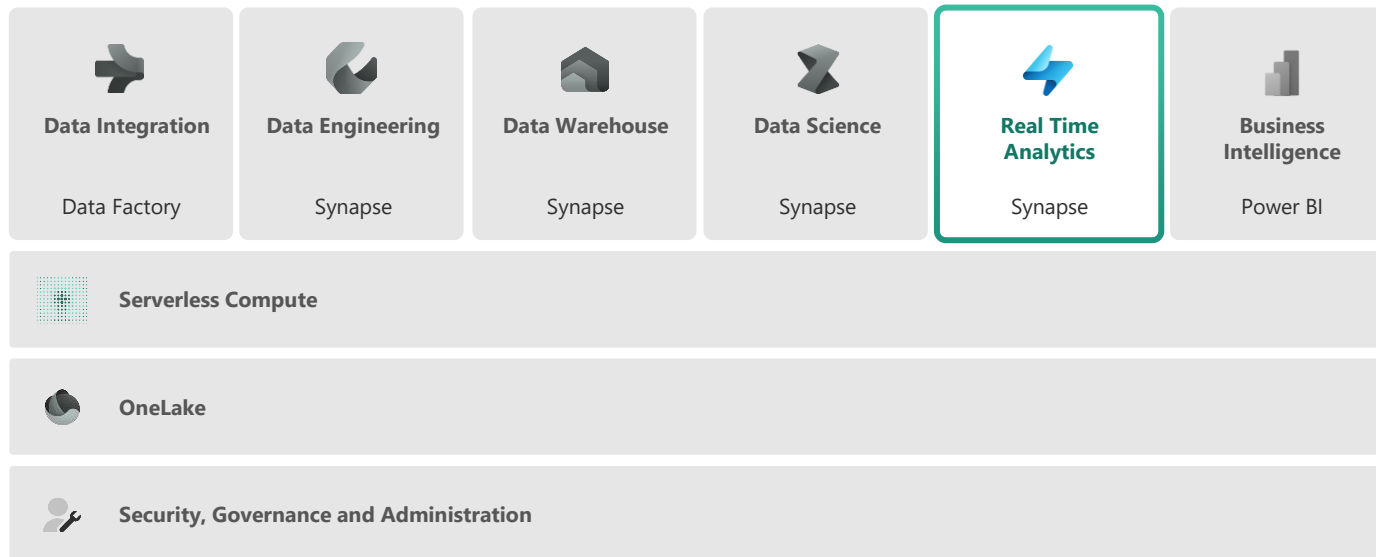 Data Integration
Data Factory
Data Engineering
Synapse
Data Warehouse
Synapse
Data Science
Synapse
Real Time
Analytics
Synapse
Business
Intelligence
Power BI
Serverless Compute
OneLake
Security, Governance and Administration